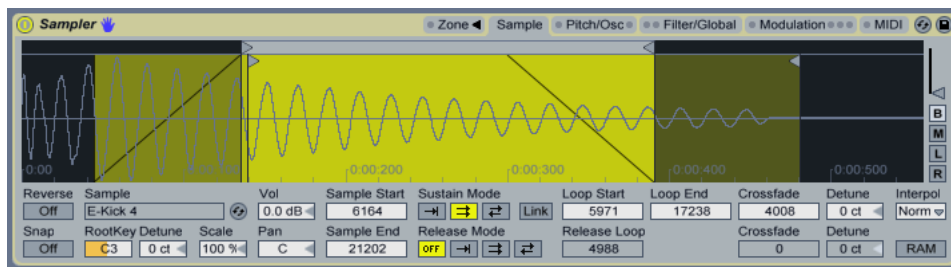 Sampler Zone Sample Pitch/Osc Filter/Global Modulation MIDI
B
M
L
R
0:00 0:00:200 0:00:300 0:00:400 0:00:500
Reverse Sample Vol Sample Start Sustain Mode Loop Start Loop End Crossfade Detune Interpol
Off E-Kick 4 0.0 dB 6164 Link 5971 17238 4008 0 ct Norm
Snap RootKey Detune Scale Pan Sample End Release Mode Release Loop Crossfade Detune
Off C3 0 ct 100 % C 21202 OFF 4988 0 0 ct RAM